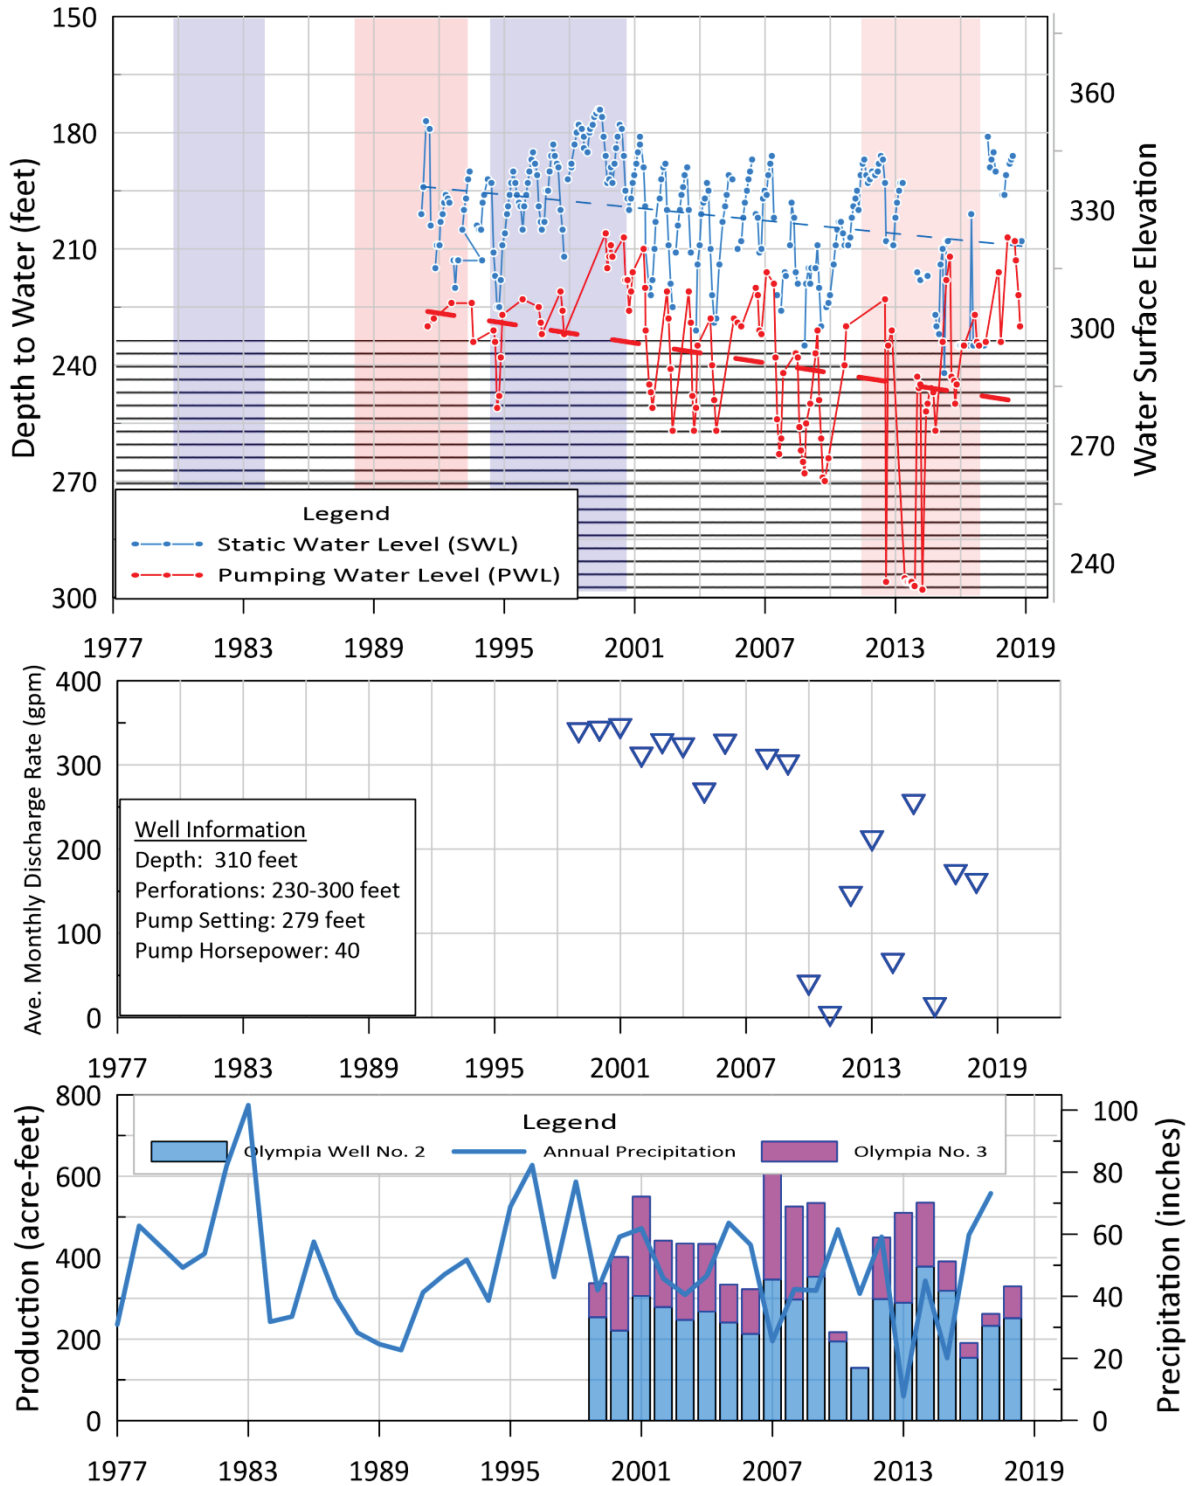 150
180
210
240
270
300
Depth to Water (feet)
360
330
300
270
240
Water Surface Elevation
Legend
Static Water Level (SWL)
Pumping Water Level (PWL)
1977 1983 1989 1995 2001 2007 2013 2019
400
300
200
100
0
Ave. Monthly Discharge Rate (gpm)
Well Information
Depth: 310 feet
Perforations: 230-300 feet
Pump Setting: 279 feet
Pump Horsepower: 40
1977 1983 1989 1995 2001 2007 2013 2019
800
600
400
200
0
Production (acre-feet)
Legend
Olympia Well No. 2 Annual Precipitation Olympia No. 3
100
80
60
40
20
0
Precipitation (inches)
1977 1983 1989 1995 2001 2007 2013 2019